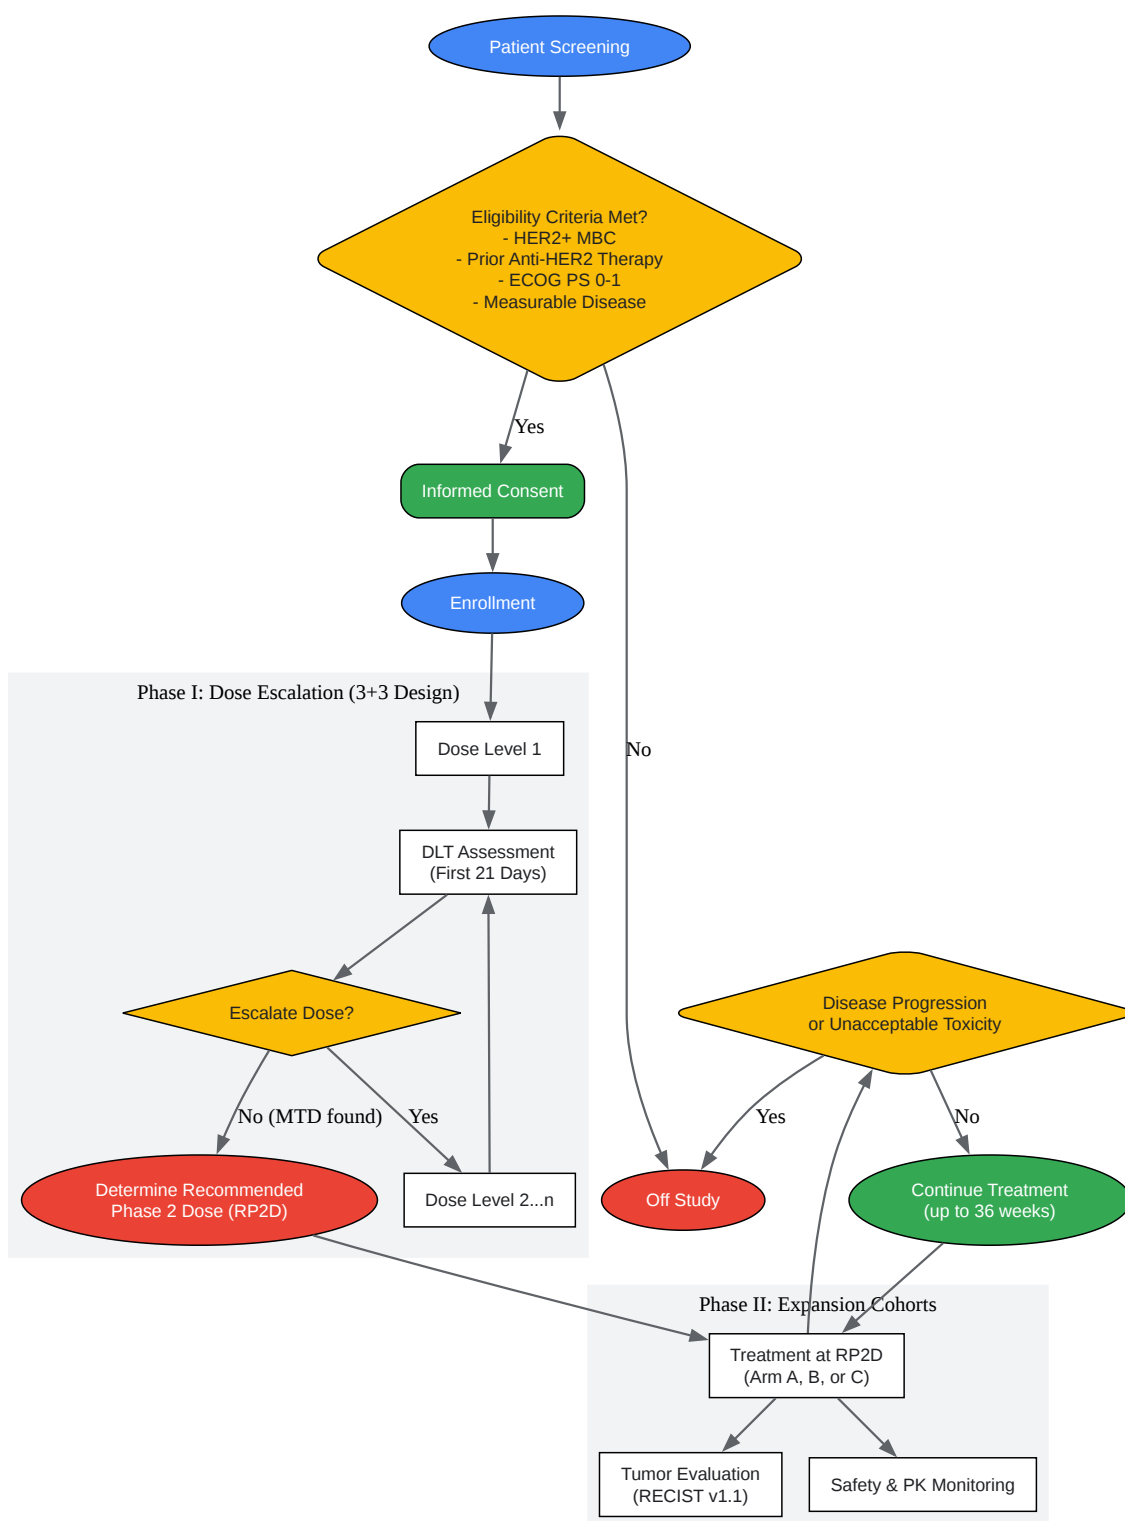 Patient Screening
Eligibility Criteria Met?
- HER2+ MBC
- Prior Anti-HER2 Therapy
- ECOG PS 0-1
- Measurable Disease
Yes
Informed Consent
Enrollment
Phase I: Dose Escalation (3+3 Design)
Dose Level 1
No
DLT Assessment
(First 21 Days)
Escalate Dose?
Disease Progression
or Unacceptable Toxicity
No (MTD found)
Yes
Yes
No
Determine Recommended
Phase 2 Dose (RP2D)
Dose Level 2...n
Off Study
Continue Treatment
(up to 36 weeks)
Phase II: Expansion Cohorts
Treatment at RP2D
(Arm A, B, or C)
Tumor Evaluation
(RECIST v1.1)
Safety & PK Monitoring